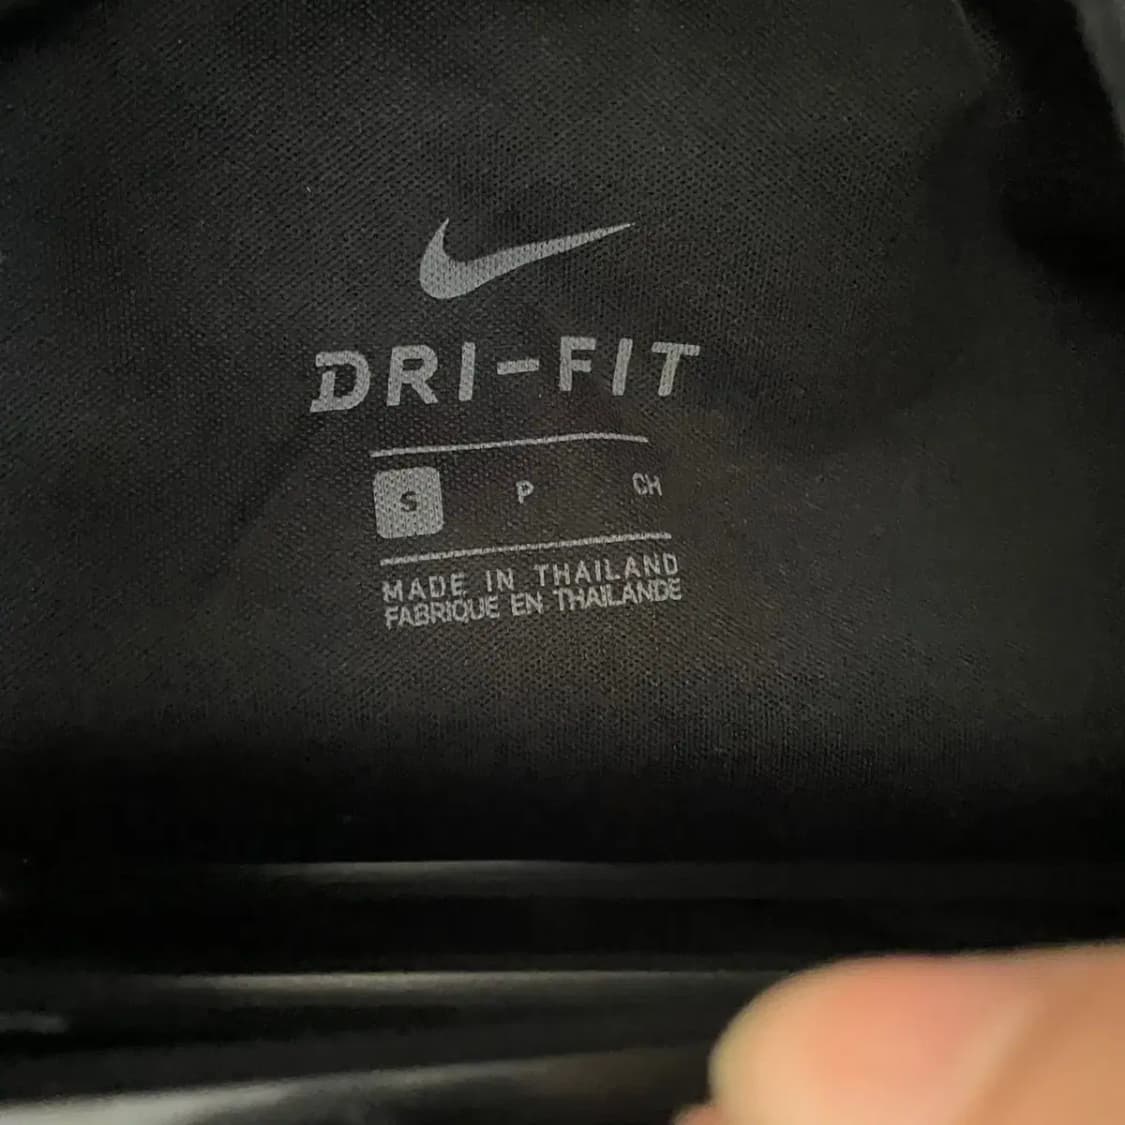 DRI-FIT
S P CH
MADE IN THAILAND
FABRIQUE EN THAILANDE